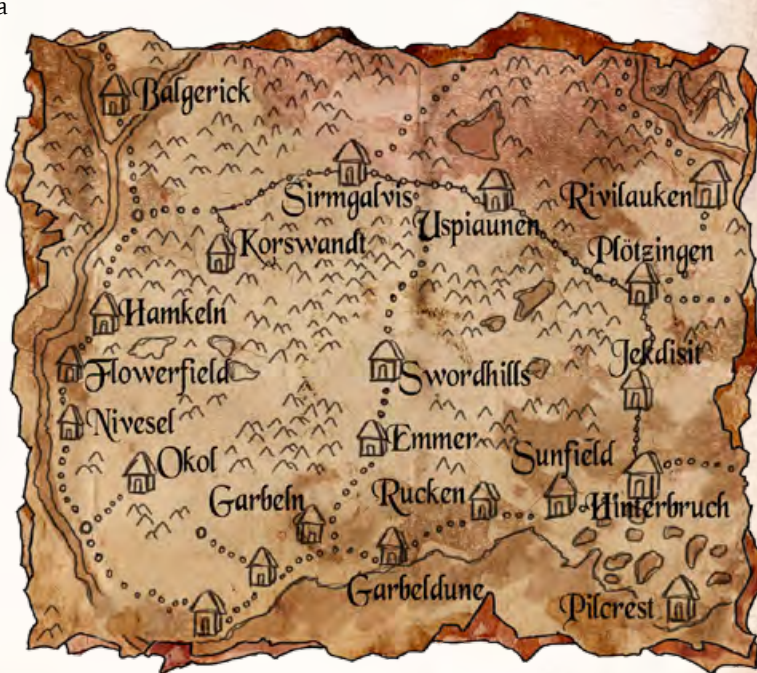 a
Balgerick
Sirmgalvis
Uspiaunen
Rivilauken
Korswandt
Plötzingen
Hamkeln
Jekdisit
Flowerfield
Swordhills
Nivesel
Emmer
Okol
Sunfield
Garbeln
Rucken
Hinterbruch
Garbeldune
Pilcrest